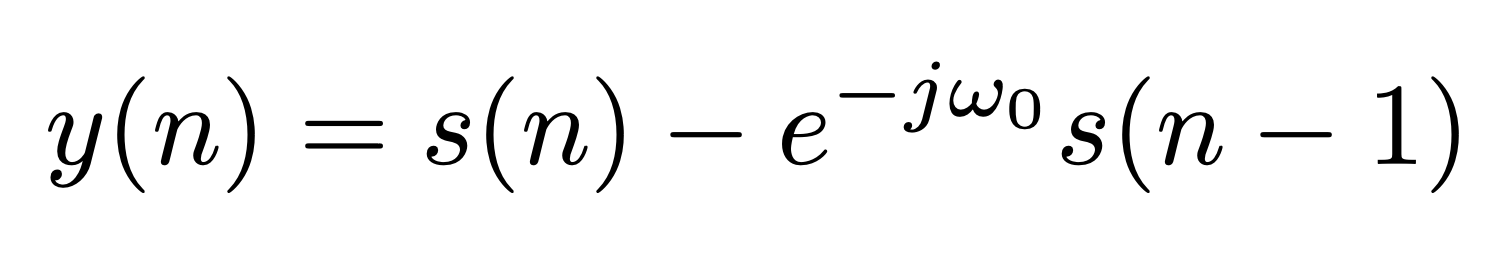 y(n) = s(n) − e^{−jω₀} s(n − 1)